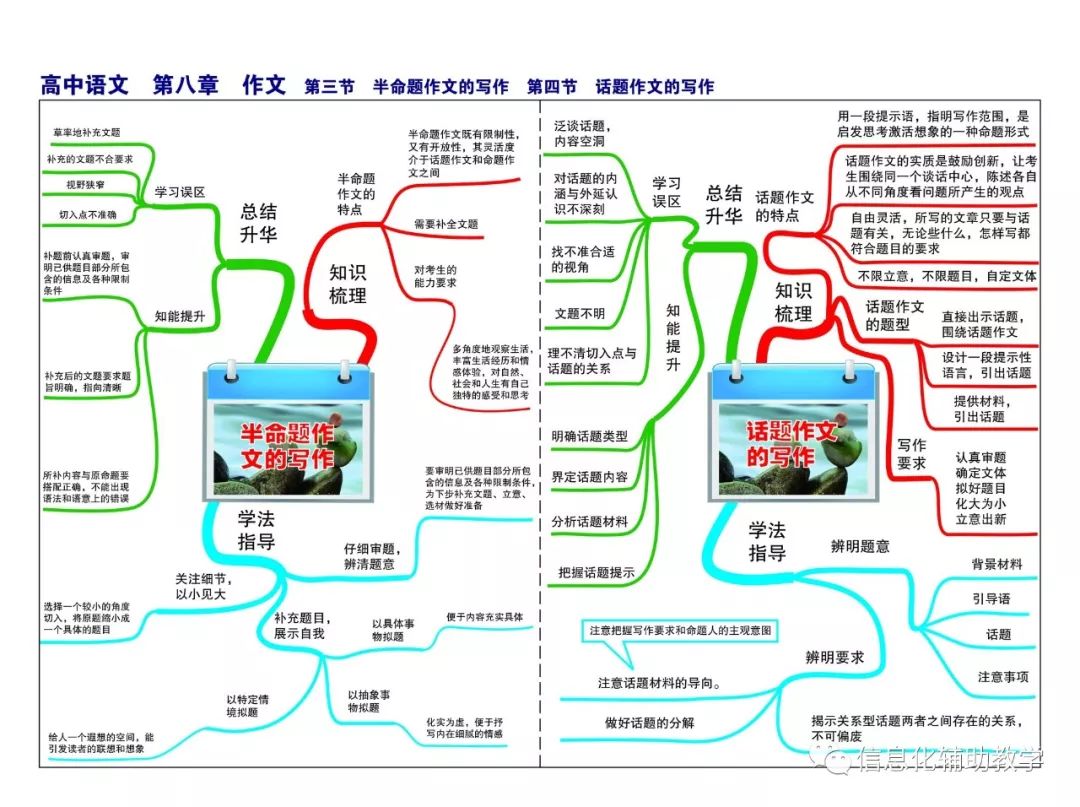 高中语文 第八章 作文 第三节 半命题作文的写作 第四节 话题作文的写作
草率地补充文题
补充的文题不合要求
视野狭窄
切入点不准确
学习误区
总结
升华
补题前认真审题，审
明已供题目部分所包
含的信息及各种限制
条件
知能提升
补充后的文题要求题
旨明确，指向清晰
所补内容与原命题要
搭配正确，不能出现
语法和语意上的错误
半命题作文既有限制性，
又有开放性，其灵活度
介于话题作文和命题作
文之间
半命题
作文的
特点
需要补全文题
知识
梳理
对考生的
能力要求
多角度地观察生活，
丰富生活经历和情
感体验，对自然、
社会和人生有自己
独特的感受和思考
半命题作
文的写作
学法
指导
要审明已供题目部分所包
含的信息及各种限制条件，
为下步补充文题、立意、
选材做好准备
仔细审题，
辨清题意
关注细节，
以小见大
选择一个较小的角度
切入，将原题缩小成
一个具体的题目
补充题目，
展示自我
以具体事
物拟题
便于内容充实具体
以特定情
境拟题
以抽象事
物拟题
给人一个遐想的空间，能
引发读者的联想和想象
化实为虚，便于抒
写内在细腻的情感
泛谈话题，
内容空洞
对话题的内
涵与外延认
识不深刻
学习
误区
总结
升华
找不准合适
的视角
文题不明
理不清切入点与
话题的关系
知
能
提
升
明确话题类型
界定话题内容
分析话题材料
把握话题提示
用一段提示语，指明写作范围，是
启发思考激活想象的一种命题形式
话题作文
的特点
话题作文的实质是鼓励创新，让考
生围绕同一个谈话中心，陈述各自
从不同角度看问题所产生的观点
自由灵活，所写的文章只要与话
题有关，无论些什么，怎样写都
符合题目的要求
不限立意，不限题目，自定文体
知识
梳理
话题作文
的题型
直接出示话题，
围绕话题作文
设计一段提示性
语言，引出话题
提供材料，
引出话题
写作
要求
认真审题
确定文体
拟好题目
化大为小
立意出新
话题作文
的写作
学法
指导
辨明题意
背景材料
引导语
话题
注意事项
注意把握写作要求和命题人的主观意图
辨明要求
注意话题材料的导向。
做好话题的分解
揭示关系型话题两者之间存在的关系，
不可偏废
信息化辅助教学